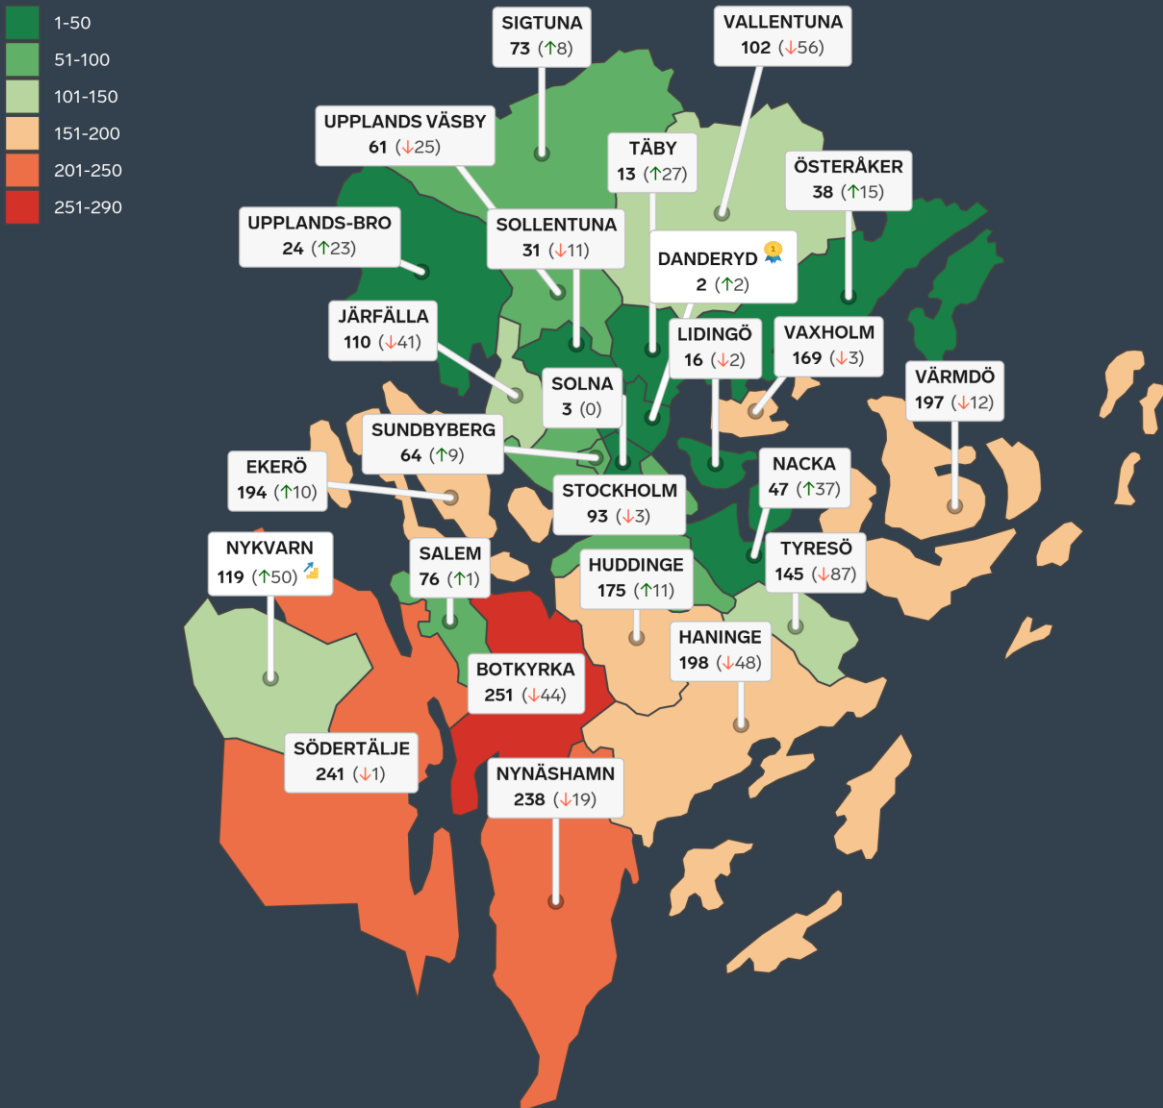 1-50
51-100
101-150
151-200
201-250
251-290
SIGTUNA
73 (↑8)
VALLENTUNA
102 (↓56)
UPPLANDS VÄSBY
61 (↓25)
TÄBY
13 (↑27)
ÖSTERÅKER
38 (↑15)
UPPLANDS-BRO
24 (↑23)
SOLLENTUNA
31 (↓11)
DANDERYD
2 (↑2)
JÄRFÄLLA
110 (↓41)
LIDINGÖ
16 (↓2)
VAXHOLM
169 (↓3)
VÄRMDÖ
197 (↓12)
SOLNA
3 (0)
SUNDBYBERG
64 (↑9)
EKERÖ
194 (↑10)
STOCKHOLM
93 (↓3)
NACKA
47 (↑37)
NYKVARN
119 (↑50)
SALEM
76 (↑1)
HUDDINGE
175 (↑11)
TYRESÖ
145 (↓87)
HANINGE
198 (↓48)
BOTKYRKA
251 (↓44)
SÖDERTÄLJE
241 (↓1)
NYNÄSHAMN
238 (↓19)